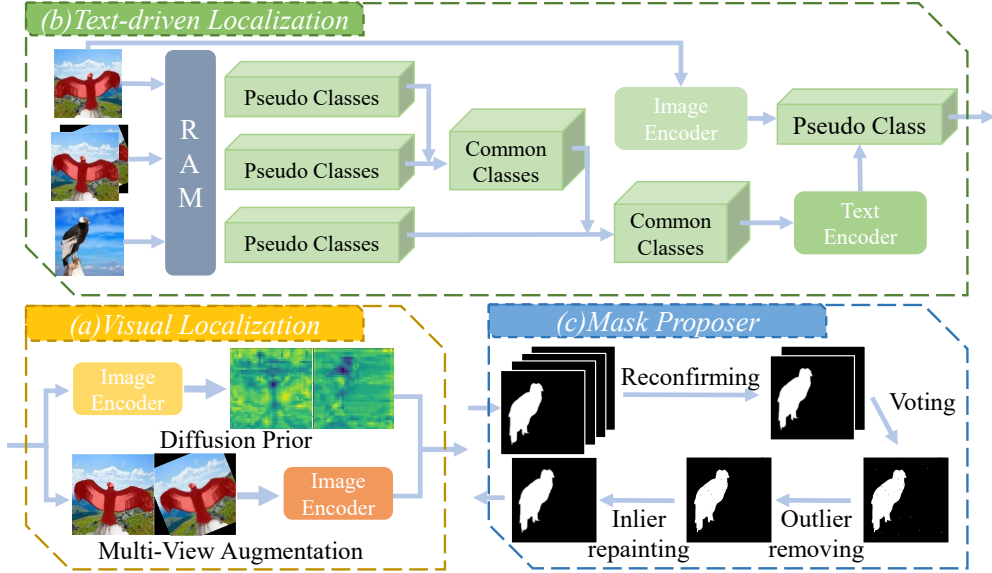 (b)Text-driven Localization
R
A
M
Pseudo Classes
Pseudo Classes
Pseudo Classes
Common
Classes
Common
Classes
Image
Encoder
Pseudo Class
Text
Encoder
(a)Visual Localization
Image
Encoder
Diffusion Prior
Image
Encoder
Multi-View Augmentation
(c)Mask Proposer
Reconfirming
Voting
Outlier
removing
Inlier
repainting